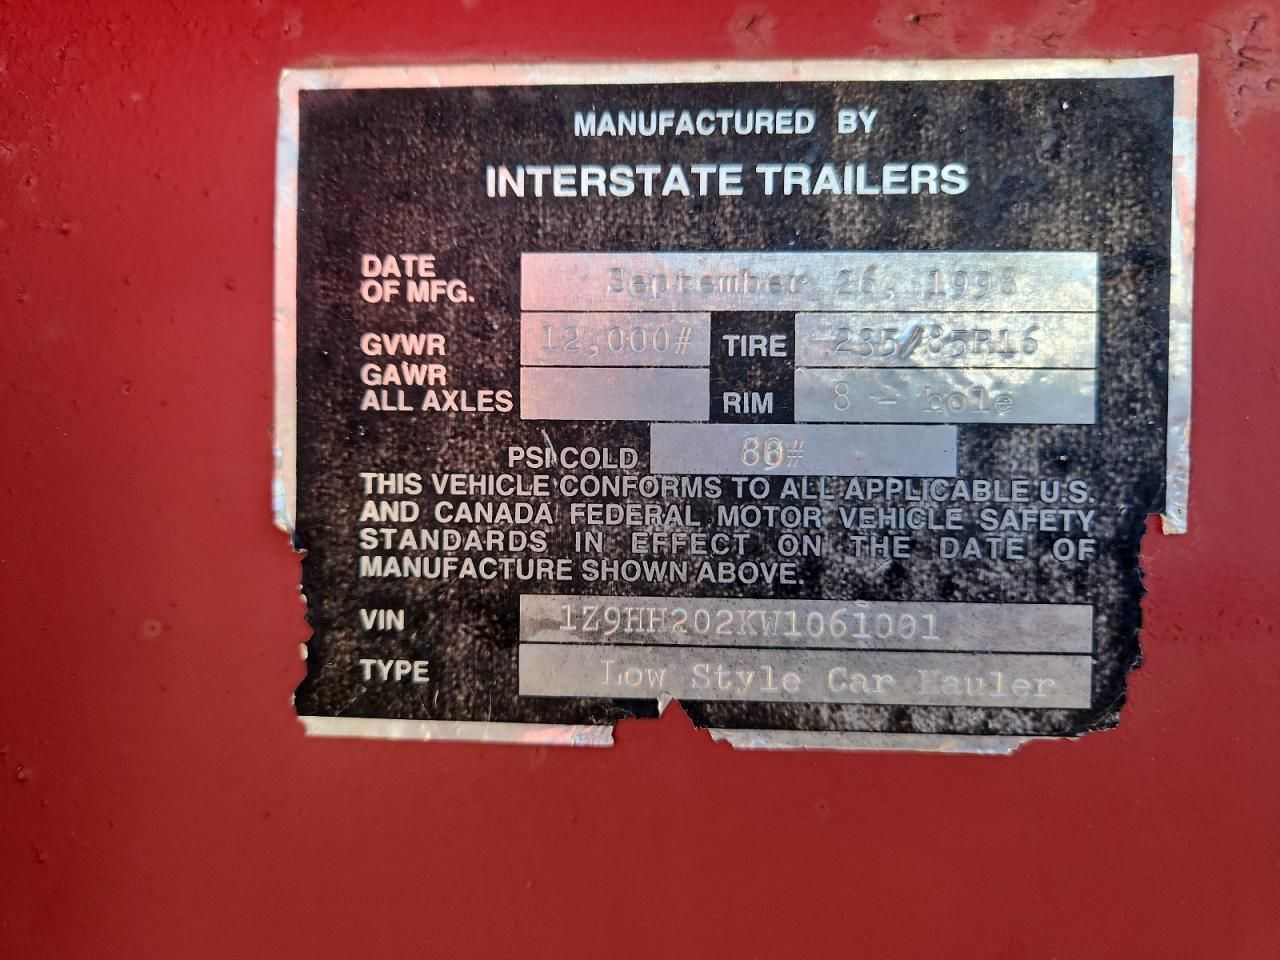 MANUFACTURED BY
INTERSTATE TRAILERS
DATE OF MFG. September 26, 1998
GVWR 12,000# TIRE 235/85R16
GAWR
ALL AXLES RIM 8 - hole
PSI COLD
THIS VEHICLE CONFORMS TO ALL APPLICABLE U.S.
AND CANADA FEDERAL MOTOR VEHICLE SAFETY
STANDARDS IN EFFECT ON THE DATE OF
MANUFACTURE SHOWN ABOVE.
VIN 1Z9HH202KW1061001
TYPE Low Style Car Hauler